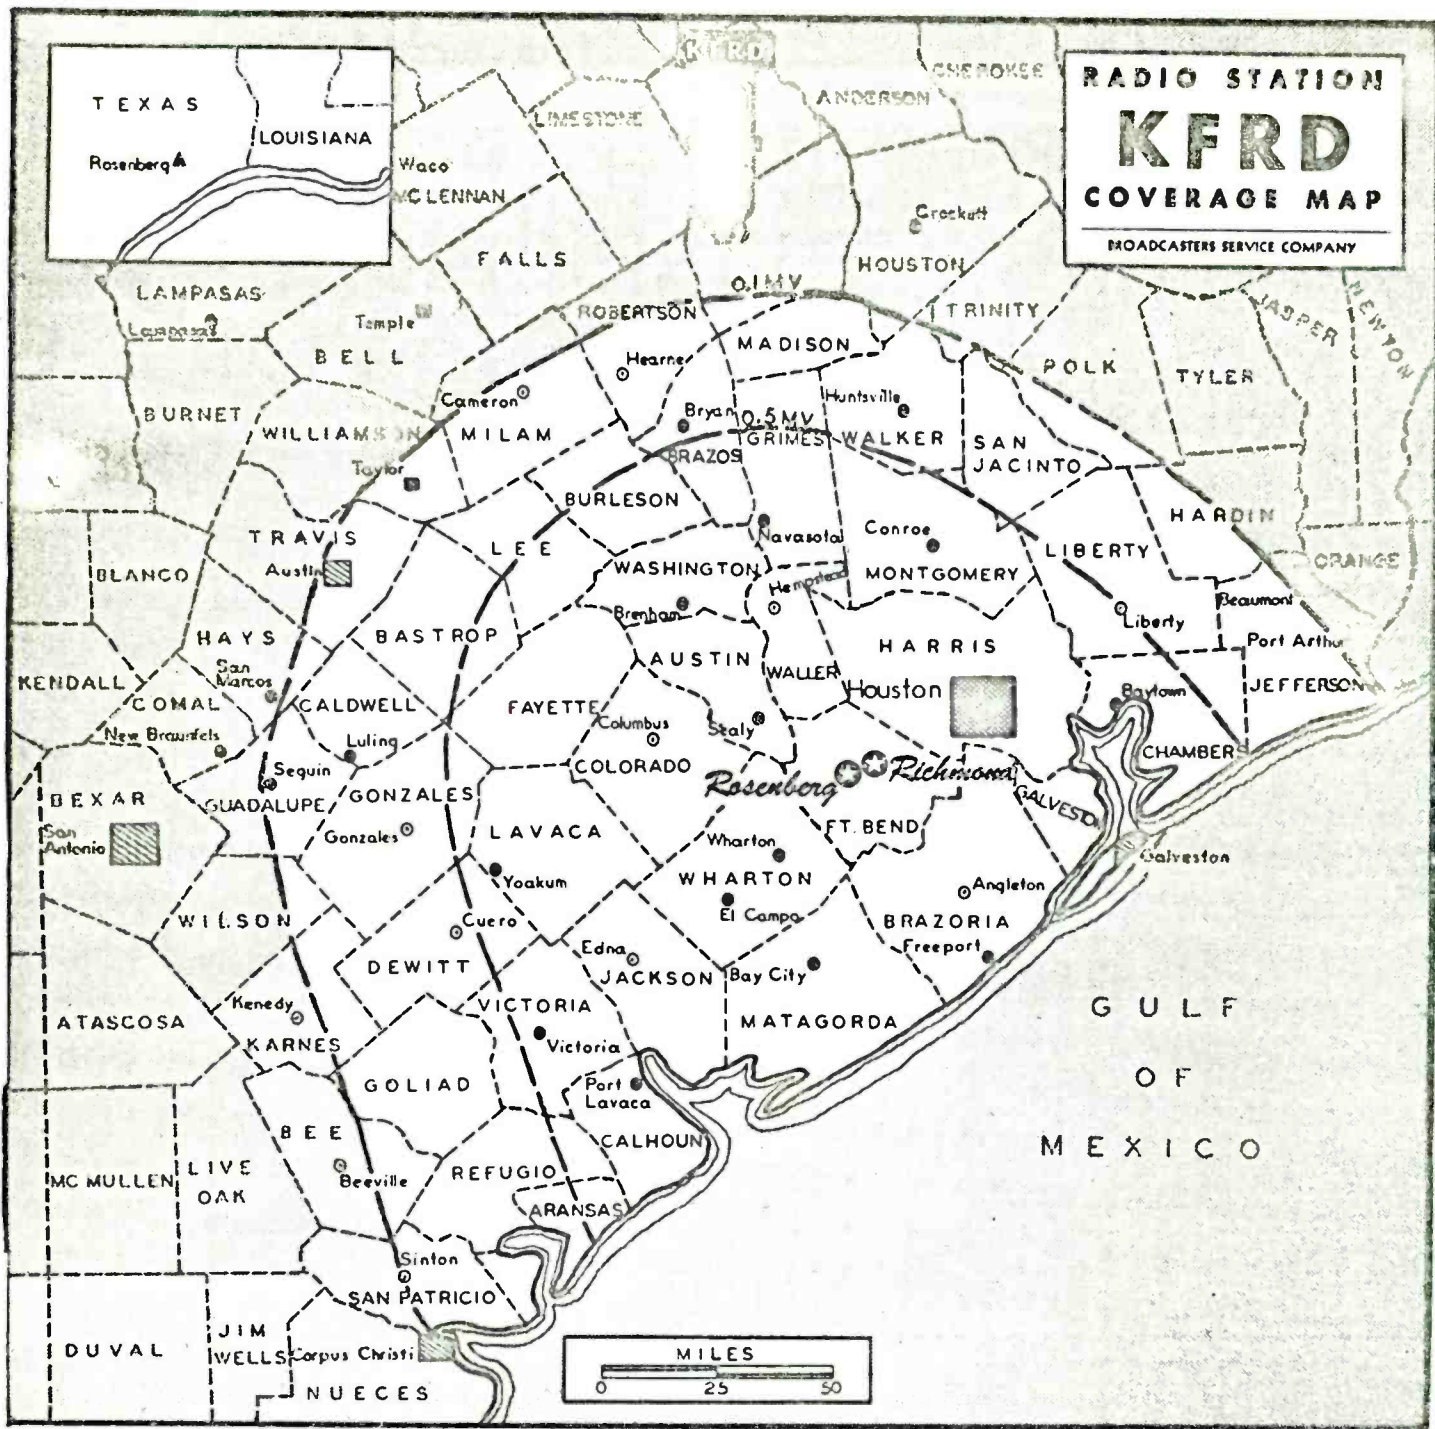 KFRD
CHEROKEE
ANDERSON
LIMESTONE
RADIO STATION
KFRD
COVERAGE MAP
BROADCASTERS SERVICE COMPANY
TEXAS
LOUISIANA
Rosenberg
Waco
MC LENNAN
Crockett
HOUSTON
FALLS
LAMPASAS
Lampasas
Temple
BELL
ROBERTSON
0.1 MV
TRINITY
JASPER
NEWTON
MADISON
Hearne
POLK
TYLER
BURNET
Cameron
Huntsville
Bryan
0.5 MV
WILLIAMSON
MILAM
GRIMES
WALKER
SAN
JACINTO
BRAZOS
Taylor
BURLESON
HARDIN
TRAVIS
LEE
Navasota
Conroe
LIBERTY
ORANGE
BLANCO
Austin
WASHINGTON
Hempstead
MONTGOMERY
Beaumont
Brenham
Liberty
HAYS
BASTROP
HARRIS
Port Arthur
KENDALL
San
Marcos
AUSTIN
WALLER
JEFFERSON
COMAL
CALDWELL
FAYETTE
Houston
Baytown
New Braunfels
Luling
Columbus
Sealy
CHAMBERS
Seguin
COLORADO
Rosenberg
Richmond
BEXAR
GUADALUPE
GONZALES
GALVESTO
San
Antonio
Gonzales
LAVACA
FT. BEND
Wharton
Galveston
Yoakum
WHARTON
Angleton
WILSON
Cuero
El Campo
BRAZORIA
Freeport
DEWITT
Edna
JACKSON
Bay City
Kenedy
VICTORIA
ATASCOSA
MATAGORDA
GULF
OF
MEXICO
KARNES
Victoria
GOLIAD
Port
Lavaca
BEE
CALHOUN
MC MULLEN
LIVE
OAK
Beeville
REFUGIO
ARANSAS
Sinton
SAN PATRICIO
DUVAL
JIM
WELLS
Corpus Christi
NUECES
MILES
0 25 50